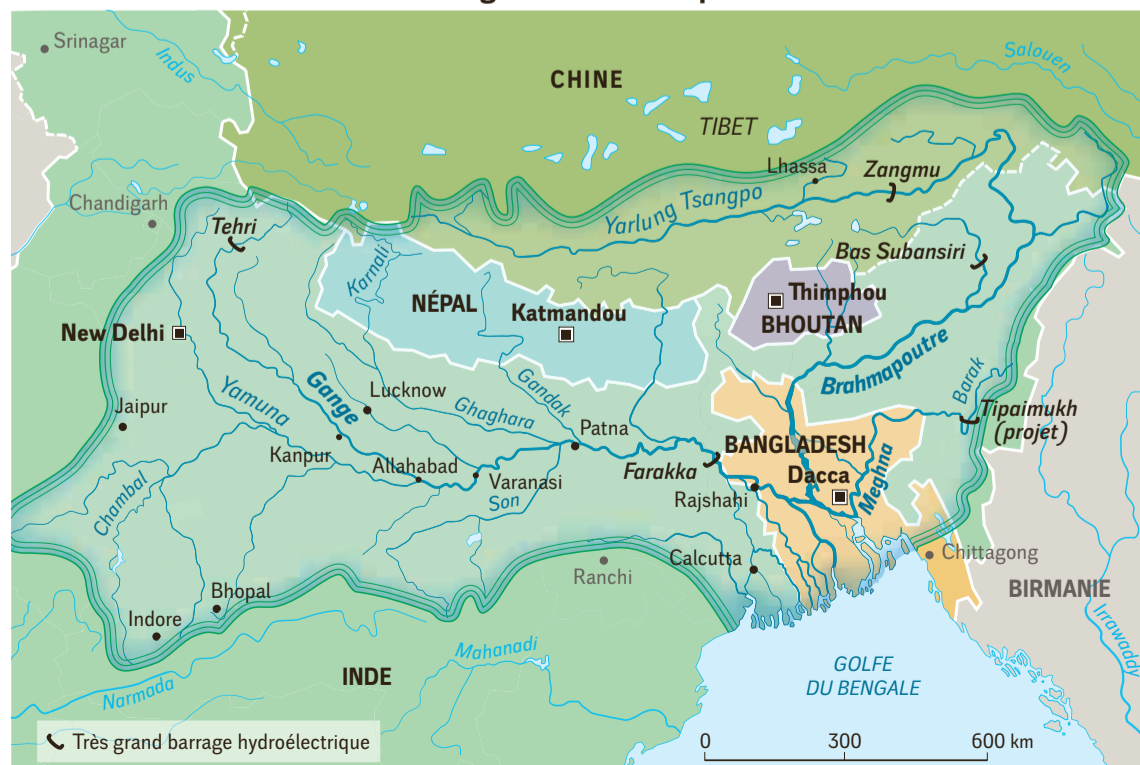 Srinagar
Indus
CHINE
Salouen
TIBET
Lhassa
Zangmu
Chandigarh
Yarlung Tsangpo
Tehri
Bas Subansiri
Karnali
NÉPAL
Katmandou
Thimphou
BHOUTAN
New Delhi
Brahmapoutre
Barak
Gange
Yamuna
Lucknow
Gandak
Ghaghara
Jaipur
Tipaimukh
(projet)
Patna
BANGLADESH
Kanpur
Allahabad
Farakka
Dacca
Meghna
Varanasi
Rajshahi
Chambal
Son
Calcutta
Chittagong
Ranchi
BIRMANIE
Bhopal
Indore
Irrawaddy
Mahanadi
INDE
GOLFE
DU BENGALE
Narmada
Très grand barrage hydroélectrique
0 300 600 km